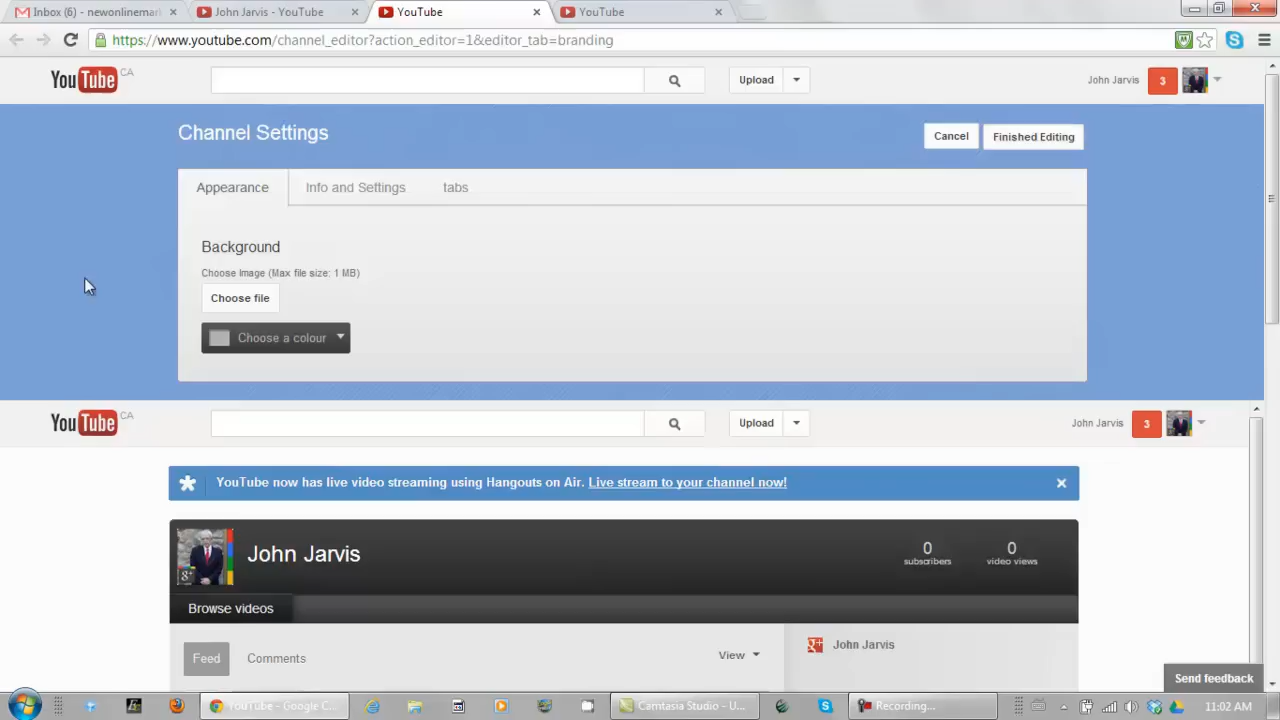 Inbox (6) - newonlinemar
John Jarvis - YouTube
YouTube
YouTube
https://www.youtube.com/channel_editor?action_editor=1&editor_tab=branding
YouTube CA
Upload
John Jarvis
3
Channel Settings
Cancel
Finished Editing
Appearance
Info and Settings
tabs
Background
Choose Image (Max file size: 1 MB)
Choose file
Choose a colour
YouTube CA
Upload
John Jarvis
3
YouTube now has live video streaming using Hangouts on Air. Live stream to your channel now!
John Jarvis
0
subscribers
0
video views
Browse videos
Feed
Comments
View
John Jarvis
Send feedback
YouTube - Google C...
Camtasia Studio - U...
Recording...
11:02 AM